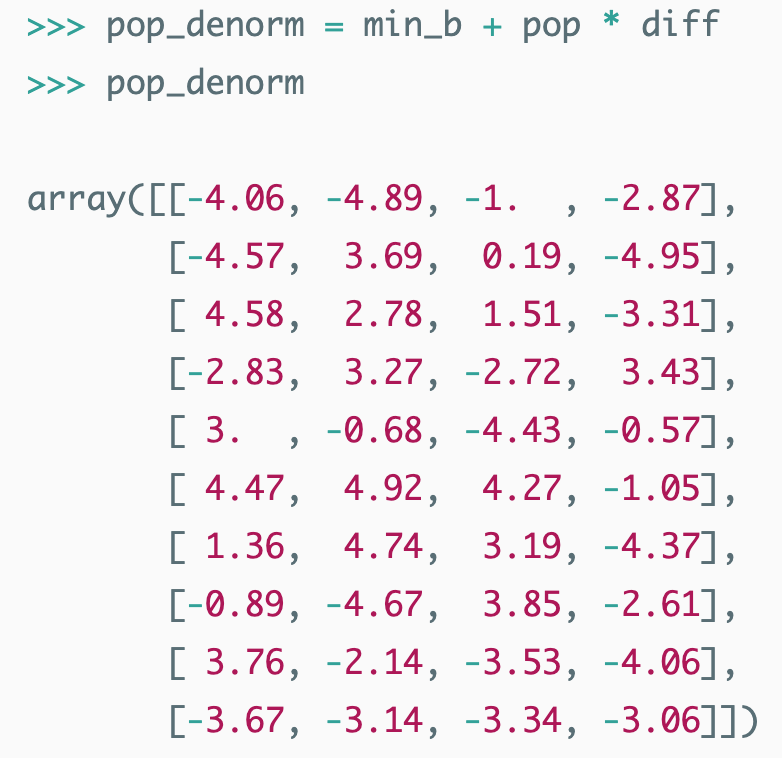 >>> pop_denorm = min_b + pop * diff
>>> pop_denorm
array([[-4.06, -4.89, -1.  , -2.87],
       [-4.57,  3.69,  0.19, -4.95],
       [ 4.58,  2.78,  1.51, -3.31],
       [-2.83,  3.27, -2.72,  3.43],
       [ 3.  , -0.68, -4.43, -0.57],
       [ 4.47,  4.92,  4.27, -1.05],
       [ 1.36,  4.74,  3.19, -4.37],
       [-0.89, -4.67,  3.85, -2.61],
       [ 3.76, -2.14, -3.53, -4.06],
       [-3.67, -3.14, -3.34, -3.06]])